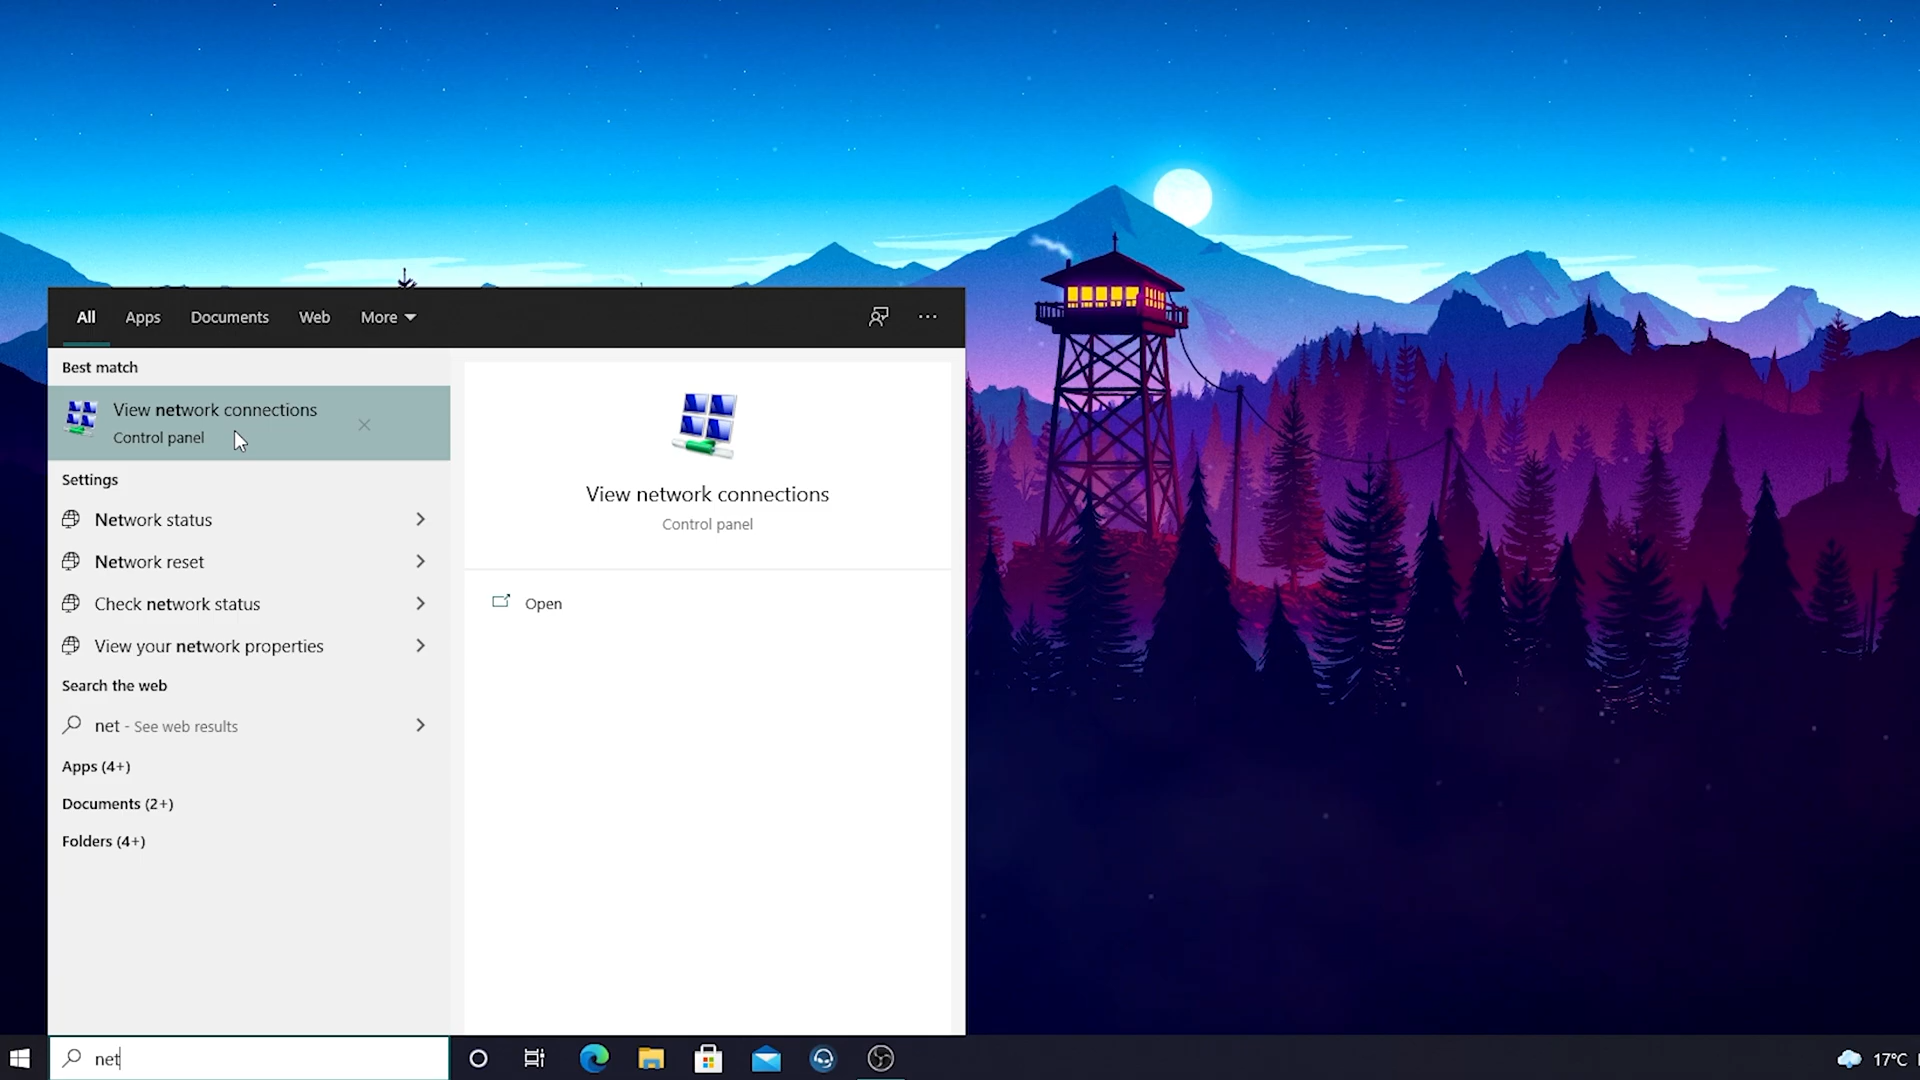 All Apps Documents Web More
Best match
View network connections
Control panel
Settings
Network status
Network reset
Check network status
View your network properties
Search the web
net - See web results
Apps (4+)
Documents (2+)
Folders (4+)
View network connections
Control panel
Open
net
17°C